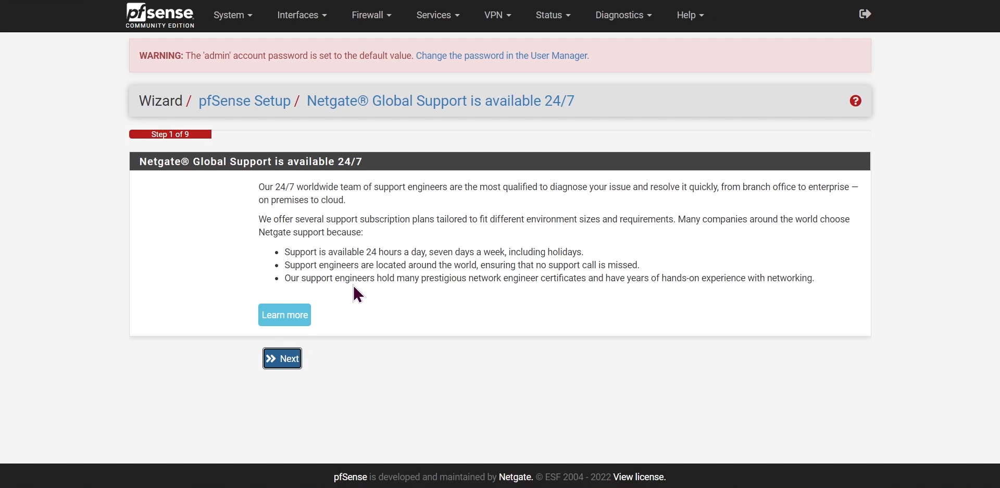 pfsense
COMMUNITY EDITION
System Interfaces Firewall Services VPN Status Diagnostics Help
WARNING: The 'admin' account password is set to the default value. Change the password in the User Manager.
Wizard / pfSense Setup / Netgate® Global Support is available 24/7
Step 1 of 9
Netgate® Global Support is available 24/7
Our 24/7 worldwide team of support engineers are the most qualified to diagnose your issue and resolve it quickly, from branch office to enterprise —
on premises to cloud.
We offer several support subscription plans tailored to fit different environment sizes and requirements. Many companies around the world choose
Netgate support because:
• Support is available 24 hours a day, seven days a week, including holidays.
• Support engineers are located around the world, ensuring that no support call is missed.
• Our support engineers hold many prestigious network engineer certificates and have years of hands-on experience with networking.
Learn more
Next
pfSense is developed and maintained by Netgate. © ESF 2004 - 2022 View license.